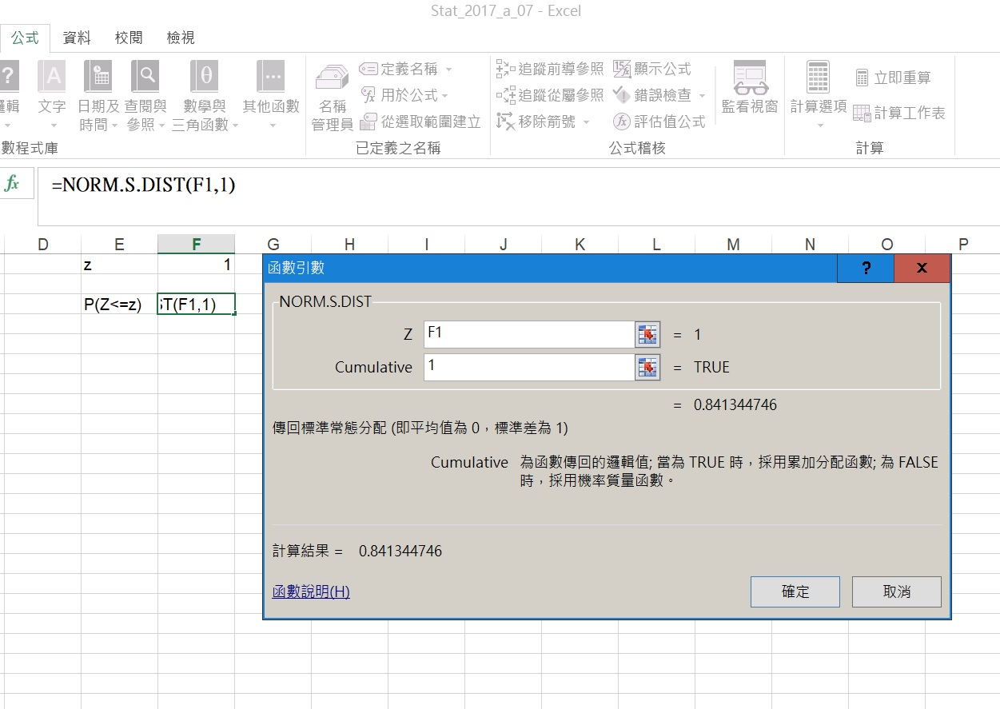 Stat_2017_a_07 - Excel
公式 資料 校閱 檢視
文字 日期及時間 查閱與參照 數學與三角函數 其他函數
數程式庫
名稱管理員
定義名稱
用於公式
從選取範圍建立
已定義之名稱
追蹤前導參照
追蹤從屬參照
移除箭號
顯示公式
錯誤檢查
評估值公式
公式稽核
監看視窗
計算選項
立即重算
計算工作表
計算
fx =NORM.S.DIST(F1,1)
D E F G H I J K L M N O P
z 1
P(Z<=z) ST(F1,1)
函數引數 ? x
NORM.S.DIST
Z F1 = 1
Cumulative 1 = TRUE
= 0.841344746
傳回標準常態分配 (即平均值為 0，標準差為 1)
Cumulative 為函數傳回的邏輯值; 當為 TRUE 時，採用累加分配函數; 為 FALSE
時，採用機率質量函數。
計算結果 = 0.841344746
函數說明(H) 確定 取消